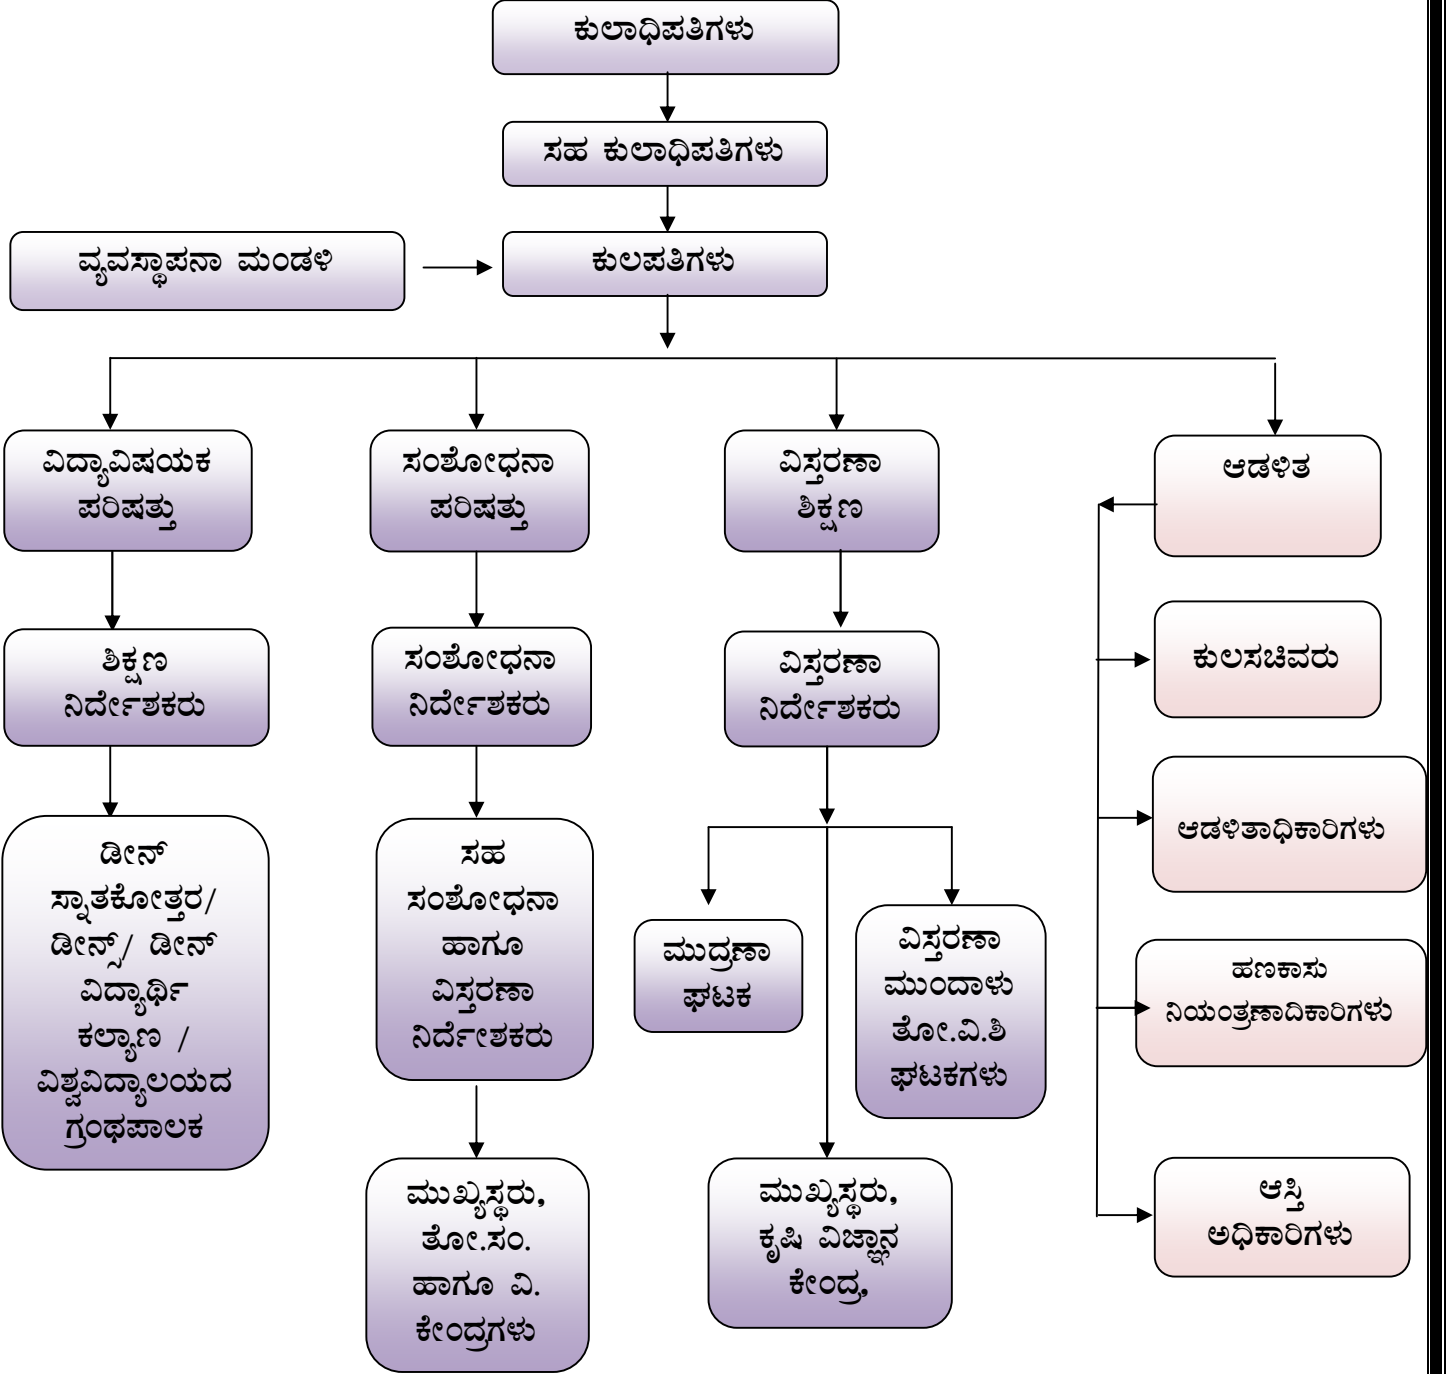 ಕುಲಾಧಿಪತಿಗಳು
ಸಹ ಕುಲಾಧಿಪತಿಗಳು
ವ್ಯವಸ್ಥಾಪನಾ ಮಂಡಳಿ
ಕುಲಪತಿಗಳು
ವಿದ್ಯಾವಿಷಯಕ
ಪರಿಷತ್ತು
ಸಂಶೋಧನಾ
ಪರಿಷತ್ತು
ವಿಸ್ತರಣಾ
ಶಿಕ್ಷಣ
ಆಡಳಿತ
ಶಿಕ್ಷಣ
ನಿರ್ದೇಶಕರು
ಸಂಶೋಧನಾ
ನಿರ್ದೇಶಕರು
ವಿಸ್ತರಣಾ
ನಿರ್ದೇಶಕರು
ಕುಲಸಚಿವರು
ಆಡಳಿತಾಧಿಕಾರಿಗಳು
ಡೀನ್
ಸ್ನಾತಕೋತ್ತರ/
ಡೀನ್ಸ್/ ಡೀನ್
ವಿದ್ಯಾರ್ಥಿ
ಕಲ್ಯಾಣ /
ವಿಶ್ವವಿದ್ಯಾಲಯದ
ಗ್ರಂಥಪಾಲಕ
ಸಹ
ಸಂಶೋಧನಾ
ಹಾಗೂ
ವಿಸ್ತರಣಾ
ನಿರ್ದೇಶಕರು
ಮುದ್ರಣಾ
ಘಟಕ
ವಿಸ್ತರಣಾ
ಮುಂದಾಳು
ತೋ.ವಿ.ಶಿ
ಘಟಕಗಳು
ಹಣಕಾಸು
ನಿಯಂತ್ರಣಾದಿಕಾರಿಗಳು
ಮುಖ್ಯಸ್ಥರು,
ತೋ.ಸಂ.
ಹಾಗೂ ವಿ.
ಕೇಂದ್ರಗಳು
ಮುಖ್ಯಸ್ಥರು,
ಕೃಷಿ ವಿಜ್ಞಾನ
ಕೇಂದ್ರ,
ಆಸ್ತಿ
ಅಧಿಕಾರಿಗಳು